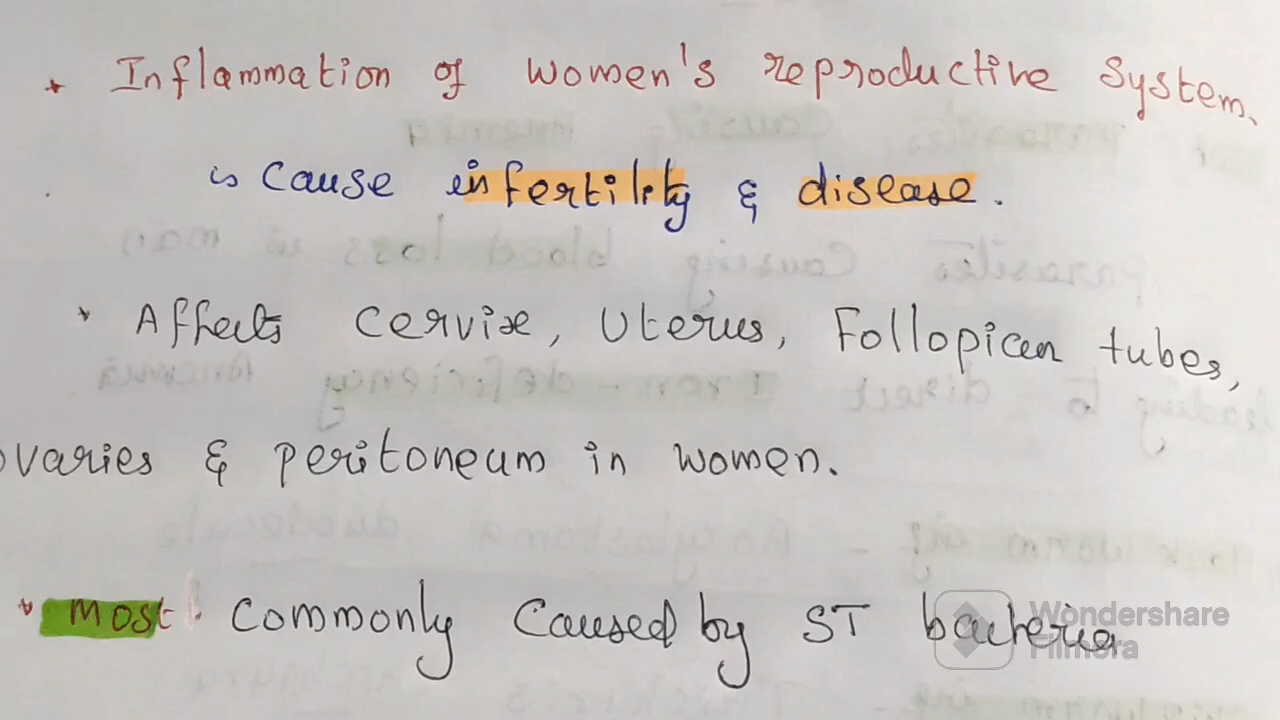 * Inflammation of women's reproductive system.
is cause infertility & disease.
* Affects cervix, Uterus, Follopian tubes,
ovaries & peritoneum in women.
* Most commonly caused by ST bacteria
Wondershare
Filmora